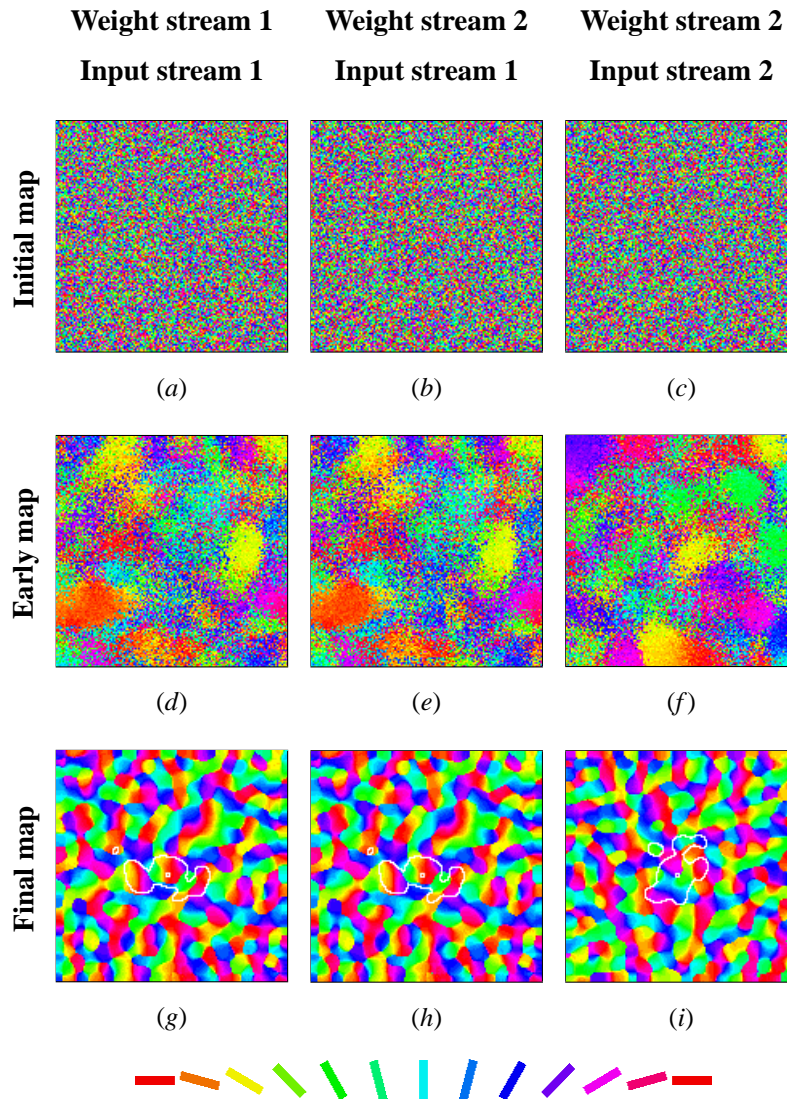 Weight stream 1 Weight stream 2 Weight stream 2
Input stream 1 Input stream 1 Input stream 2
Initial map
(a) (b) (c)
Early map
(d) (e) (f)
Final map
(g) (h) (i)